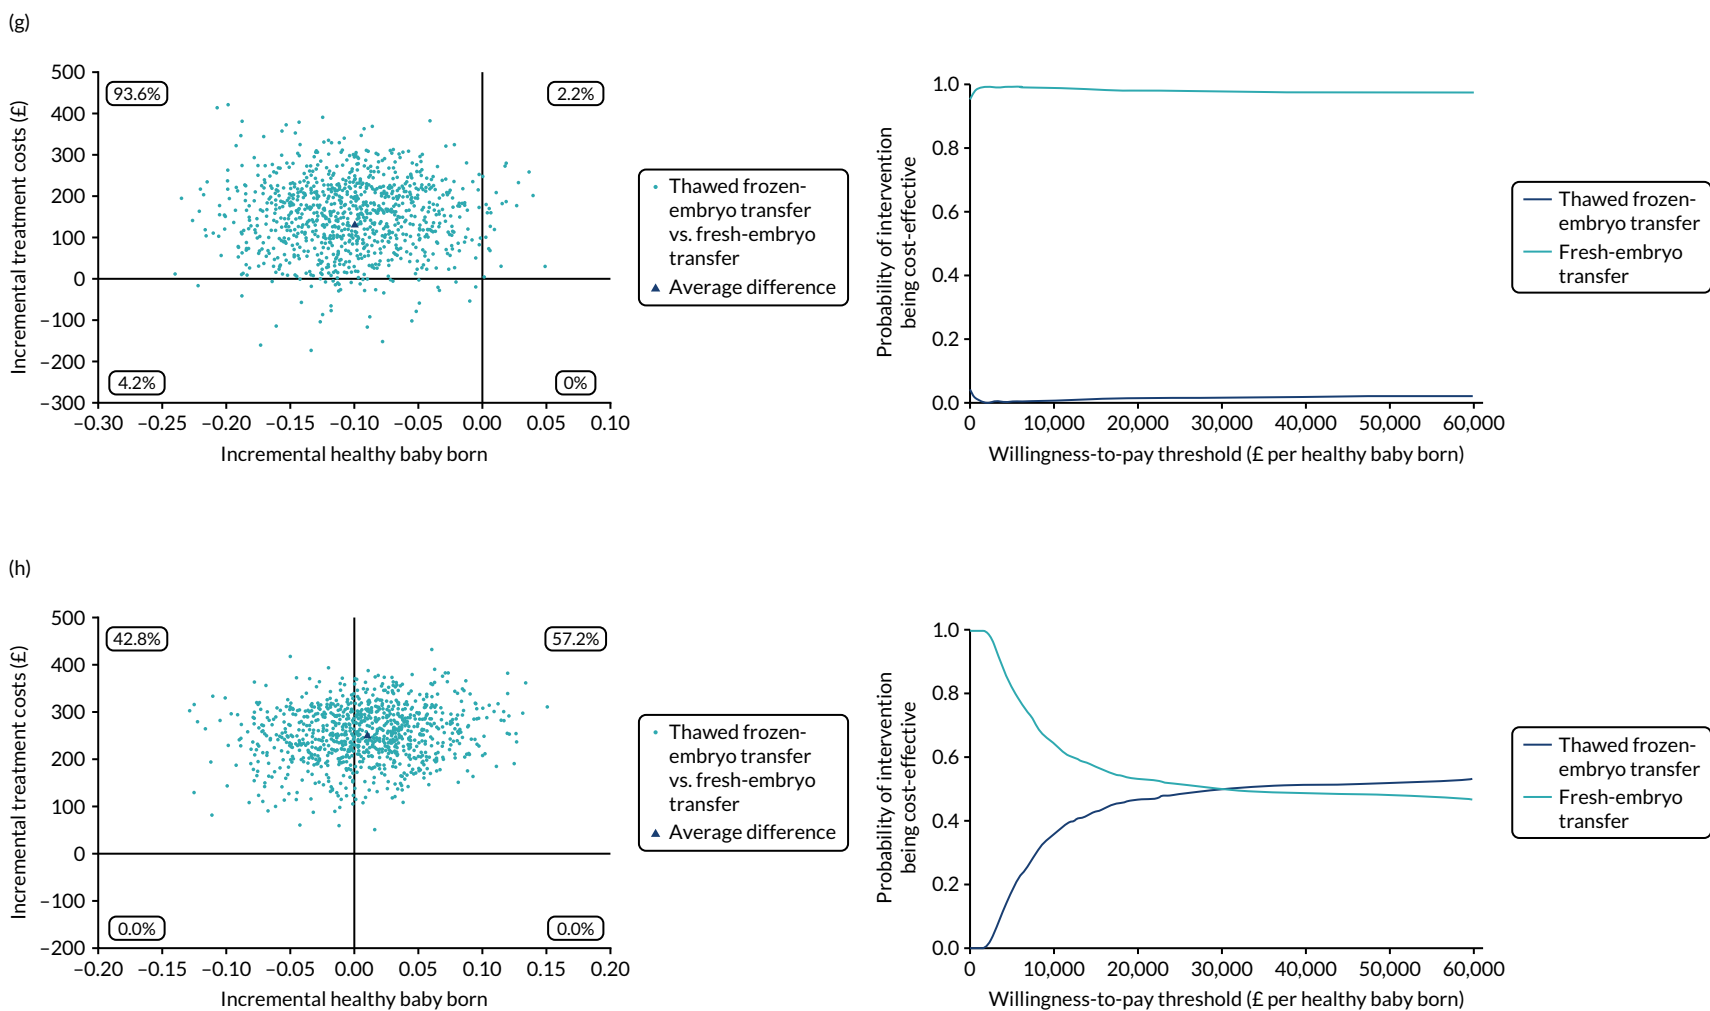 (g)
Incremental treatment costs (£)
500
400
300
200
100
0
–100
–200
–300
93.6%
2.2%
4.2%
0%
–0.30
–0.25
–0.20
–0.15
–0.10
–0.05
0.00
0.05
0.10
Incremental healthy baby born
Thawed frozen-
embryo transfer
vs. fresh-embryo
transfer
Average difference
Probability of intervention
being cost-effective
1.0
0.8
0.6
0.4
0.2
0.0
0
10,000
20,000
30,000
40,000
50,000
60,000
Willingness-to-pay threshold (£ per healthy baby born)
Thawed frozen-
embryo transfer
Fresh-embryo
transfer
(h)
Incremental treatment costs (£)
500
400
300
200
100
0
–100
–200
42.8%
57.2%
0.0%
0.0%
–0.20
–0.15
–0.10
–0.05
0.00
0.05
0.10
0.15
0.20
Incremental healthy baby born
Thawed frozen-
embryo transfer
vs. fresh-embryo
transfer
Average difference
Probability of intervention
being cost-effective
1.0
0.8
0.6
0.4
0.2
0.0
0
10,000
20,000
30,000
40,000
50,000
60,000
Willingness-to-pay threshold (£ per healthy baby born)
Thawed frozen-
embryo transfer
Fresh-embryo
transfer